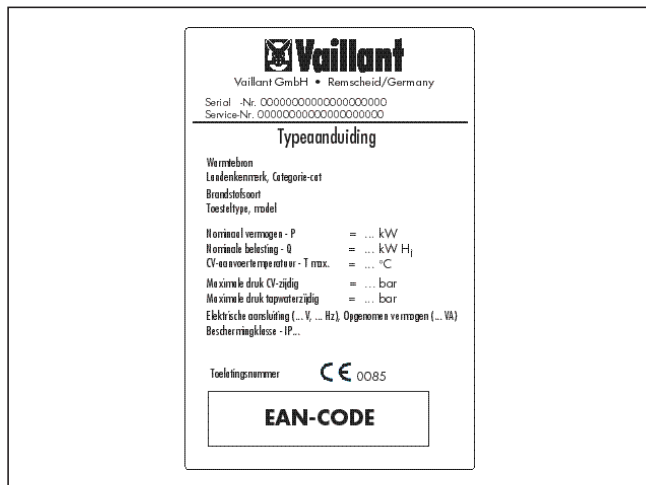 Vaillant
Vaillant GmbH • Remscheid/Germany
Serial -Nr. 00000000000000000000
Service-Nr. 00000000000000000000
Typeaanduiding
Warmtebron
Landenkenmerk, Categorie-cat
Brandstofsoort
Toesteltype, model
Nominaal vermogen - P = ... kW
Nominale belasting - Q = ... kW Hi
CV-aanvoertemperatuur - T max. = ... °C
Maximale druk CV-zijdig = ... bar
Maximale druk tapwaterzijdig = ... bar
Elektrische aansluiting (... V, ... Hz), Opgenomen vermogen (... VA)
Beschermingklasse - IP...
Toelatingsnummer CE 0085
EAN-CODE